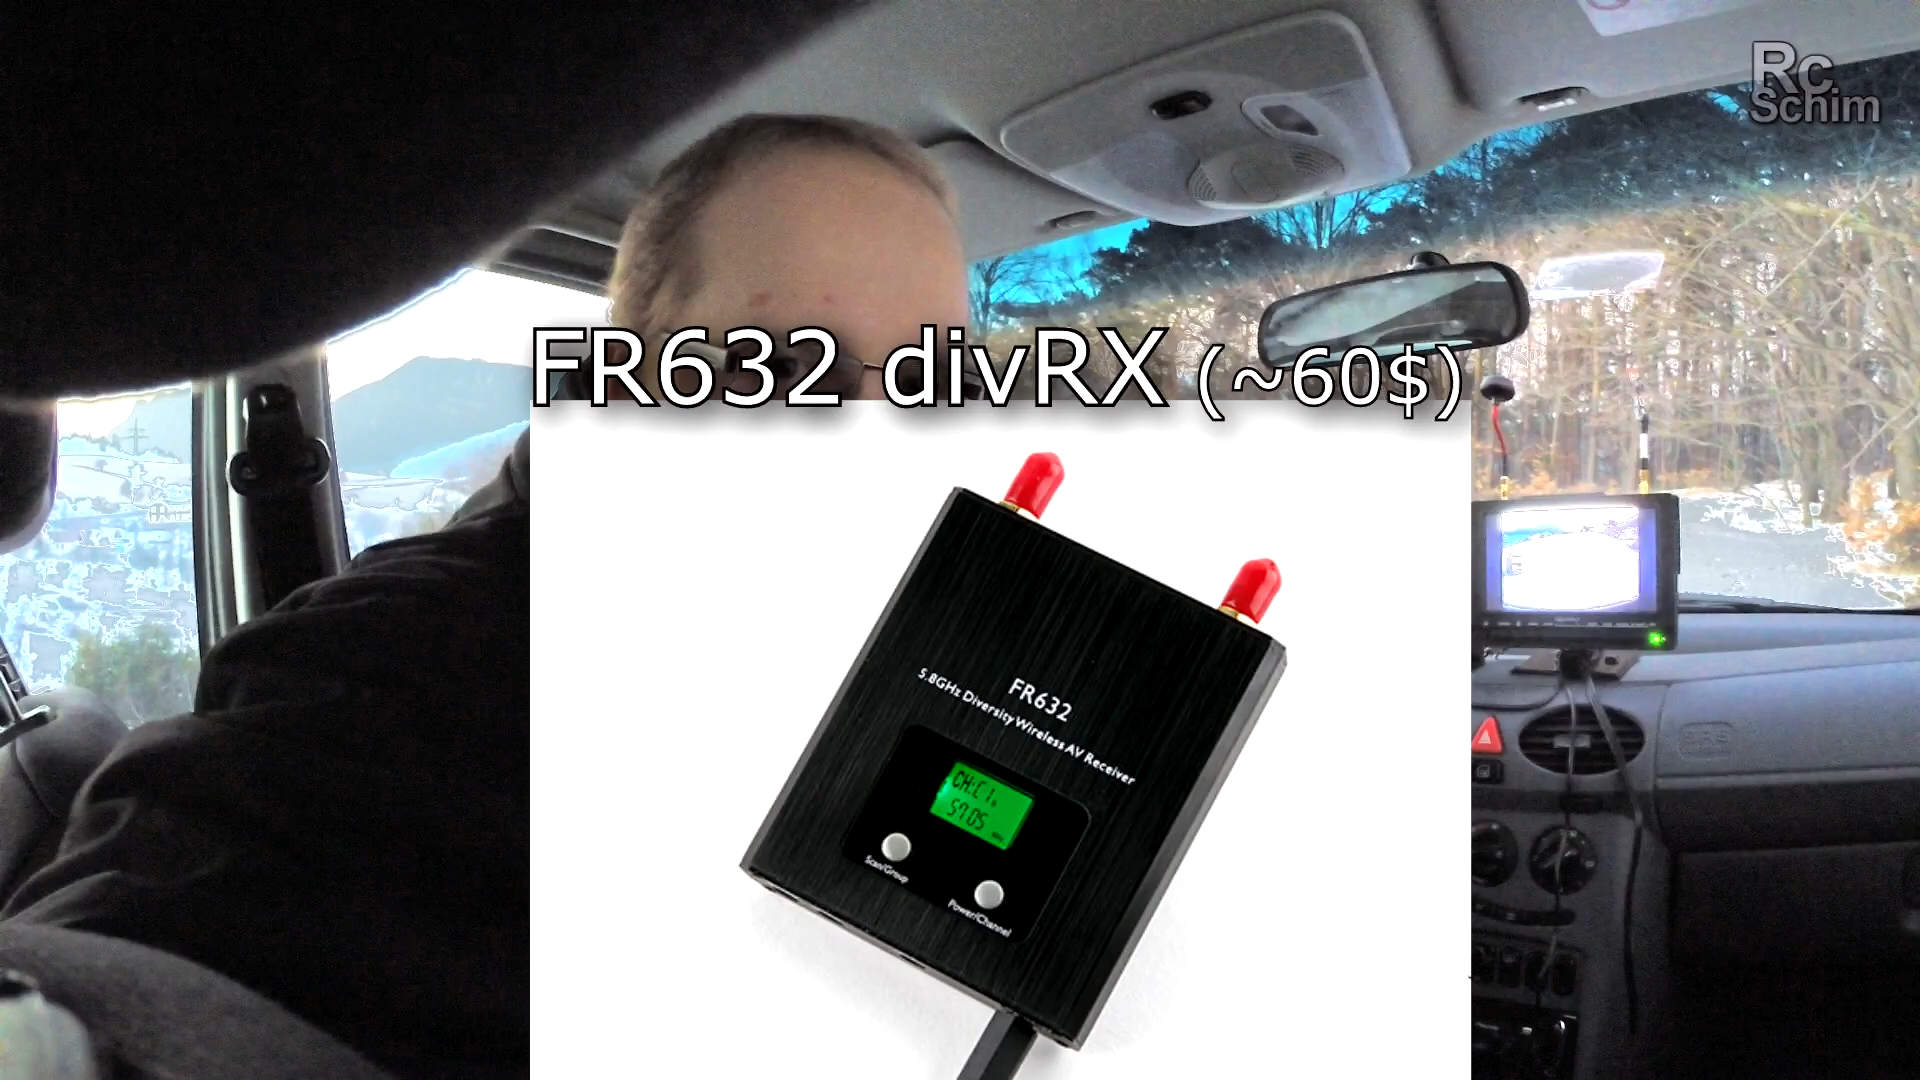 Rc
Schim
FR632 divRX (~60$)
FR632
5.8GHz Diversity Wireless AV Receiver
CH:C1.
5705
Scan/Group
Power/Channel
SRS